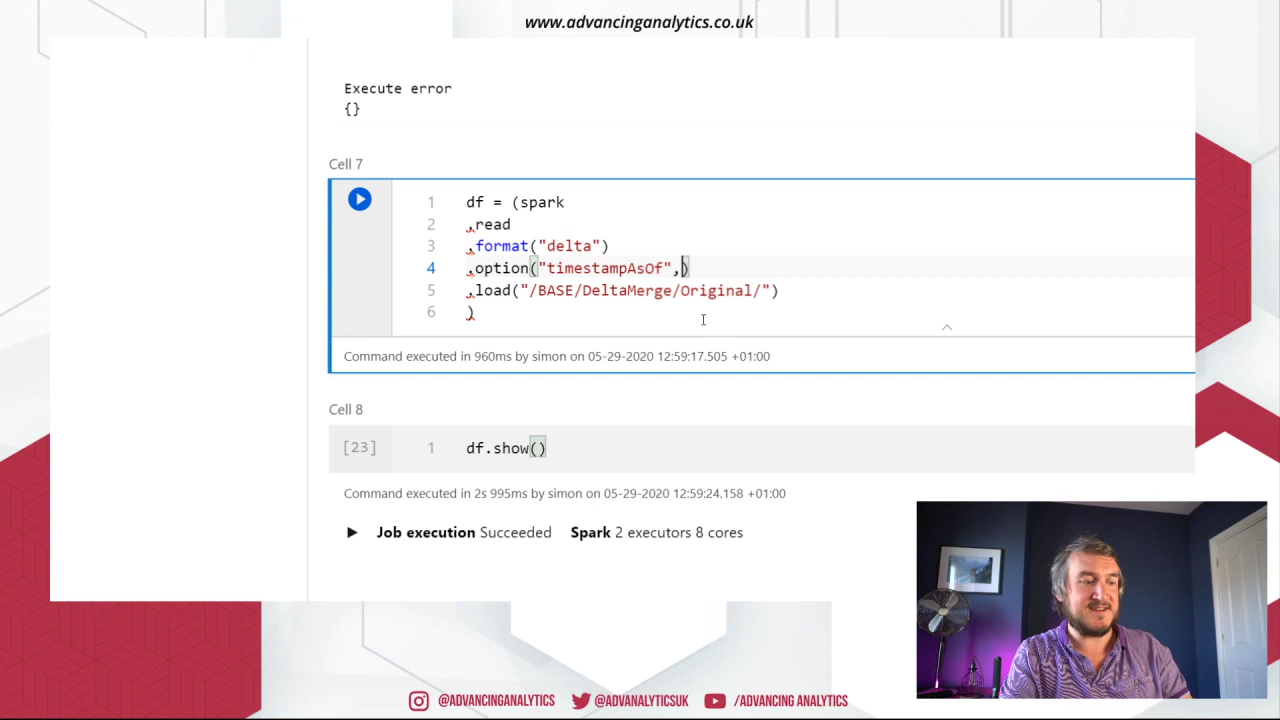 www.advancinganalytics.co.uk
Execute error
{}
Cell 7
1 df = (spark
2 .read
3 .format("delta")
4 .option("timestampAsOf",)
5 .load("/BASE/DeltaMerge/Original/")
6 )
Command executed in 960ms by simon on 05-29-2020 12:59:17.505 +01:00
Cell 8
[23] 1 df.show()
Command executed in 2s 995ms by simon on 05-29-2020 12:59:24.158 +01:00
Job execution Succeeded Spark 2 executors 8 cores
@ADVANCINGANALYTICS @ADVANALYTICSUK /ADVANCING ANALYTICS